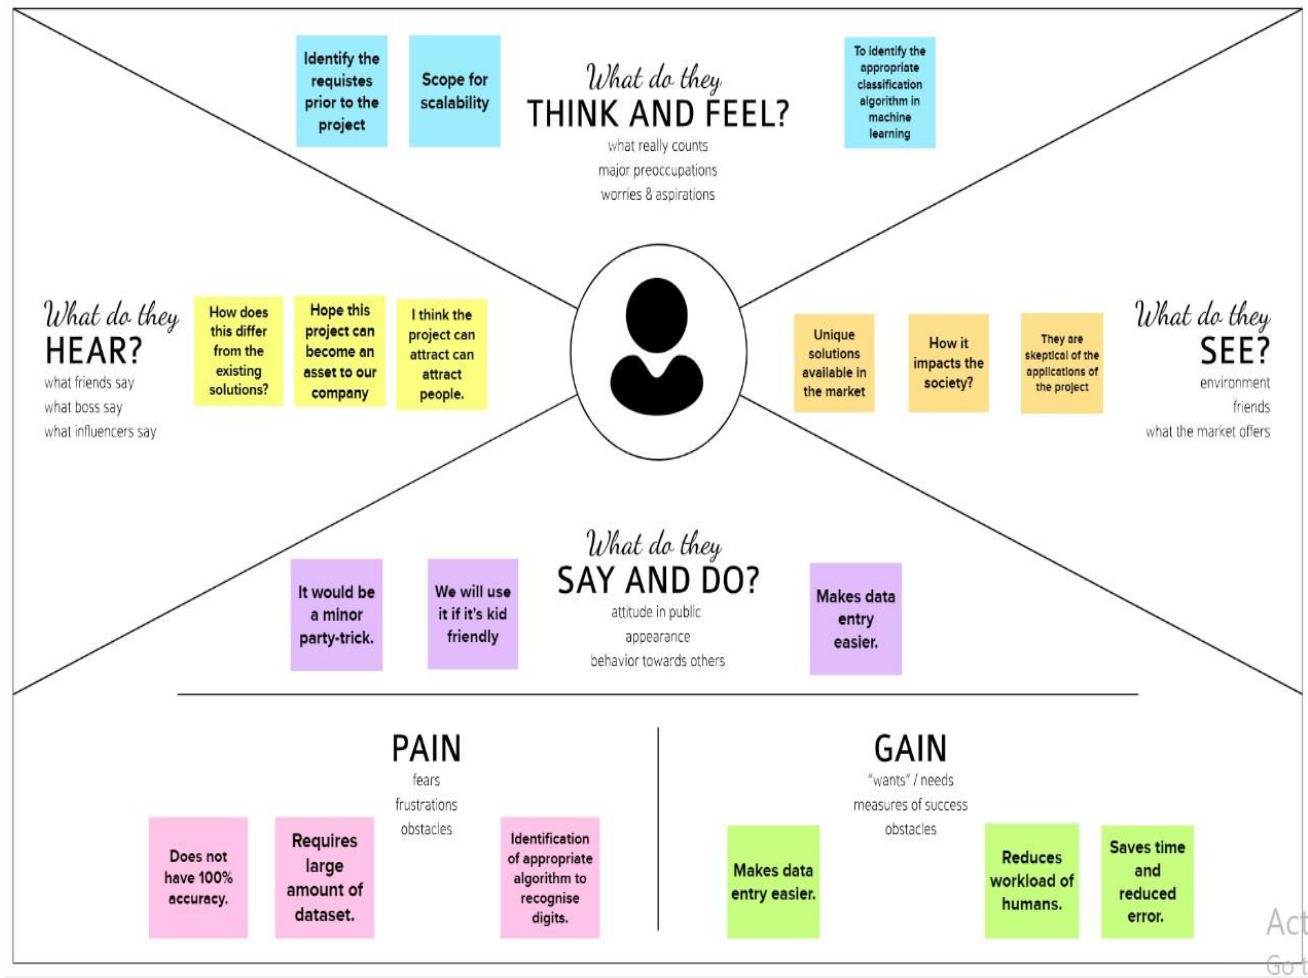 Identify the
requistes
prior to the
project
Scope for
scalability
What do they
THINK AND FEEL?
what really counts
major preoccupations
worries & aspirations
To identify the
appropriate
classification
algorithm in
machine
learning
What do they
HEAR?
what friends say
what boss say
what influencers say
How does
this differ
from the
existing
solutions?
Hope this
project can
become an
asset to our
company
I think the
project can
attract can
attract
people.
Unique
solutions
available in
the market
How it
impacts the
society?
They are
skeptical of the
applications of
the project
What do they
SEE?
environment
friends
what the market offers
What do they
SAY AND DO?
attitude in public
appearance
behavior towards others
It would be
a minor
party-trick.
We will use
it if it's kid
friendly
Makes data
entry
easier.
PAIN
fears
frustrations
obstacles
Does not
have 100%
accuracy.
Requires
large
amount of
dataset.
Identification
of appropriate
algorithm to
recognise
digits.
GAIN
"wants" / needs
measures of success
obstacles
Makes data
entry easier.
Reduces
workload of
humans.
Saves time
and
reduced
error.
Act
Go t